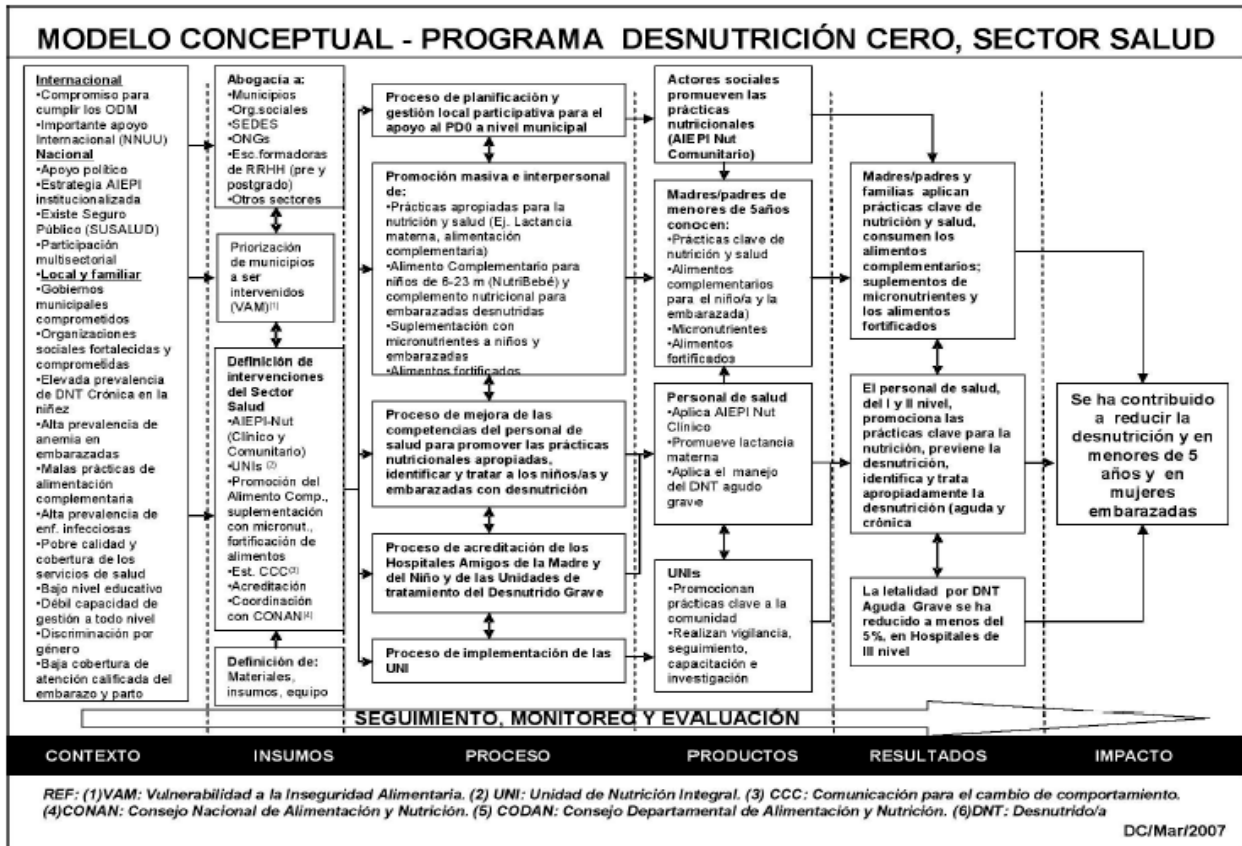 MODELO CONCEPTUAL - PROGRAMA DESNUTRICIÓN CERO, SECTOR SALUD
Internacional
•Compromiso para
cumplir los ODM
•Importante apoyo
Internacional (NNUU)
Nacional
•Apoyo político
•Estrategia AIEPI
institucionalizada
•Existe Seguro
Público (SUSALUD)
•Participación
multisectorial
•Local y familiar
•Gobiernos
municipales
comprometidos
•Organizaciones
sociales fortalecidas y
comprometidas
•Elevada prevalencia
de DNT Crónica en la
niñez
•Alta prevalencia de
anemia en
embarazadas
•Malas prácticas de
alimentación
complementaria
•Alta prevalencia de
enf. infecciosas
•Pobre calidad y
cobertura de los
servicios de salud
•Bajo nivel educativo
•Débil capacidad de
gestión a todo nivel
•Discriminación por
género
•Baja cobertura de
atención calificada del
embarazo y parto
Abogacía a:
•Municipios
•Org.sociales
•SEDES
•ONGs
•Esc.formadoras
de RRHH (pre y
postgrado)
•Otros sectores
Priorización
de municipios
a ser
intervenidos
(VAM)(1)
Definición de
intervenciones
del Sector
Salud
•AIEPI-Nut
(Clínico y
Comunitario)
•UNIs (2)
•Promoción del
Alimento Comp.,
suplementación
con micronut.,
fortificación de
alimentos
•Est. CCC(3)
•Acreditación
•Coordinación
con CONAN(4)
Definición de:
Materiales,
insumos, equipo
Proceso de planificación y
gestión local participativa para el
apoyo al PD0 a nivel municipal
Promoción masiva e interpersonal
de:
•Prácticas apropiadas para la
nutrición y salud (Ej. Lactancia
materna, alimentación
complementaria)
•Alimento Complementario para
niños de 6-23 m (NutriBebé) y
complemento nutricional para
embarazadas desnutridas
•Suplementación con
micronutrientes a niños y
embarazadas
•Alimentos fortificados
Proceso de mejora de las
competencias del personal de
salud para promover las prácticas
nutricionales apropiadas,
identificar y tratar a los niños/as y
embarazadas con desnutrición
Proceso de acreditación de los
Hospitales Amigos de la Madre y
del Niño y de las Unidades de
tratamiento del Desnutrido Grave
Proceso de implementación de las
UNI
Actores sociales
promueven las
prácticas
nutricionales
(AIEPI Nut
Comunitario)
Madres/padres de
menores de 5años
conocen:
•Prácticas clave de
nutrición y salud
•Alimentos
complementarios
para el niño/a y la
embarazada)
•Micronutrientes
•Alimentos
fortificados
Personal de salud
•Aplica AIEPI Nut
Clínico
•Promueve lactancia
materna
•Aplica el manejo
del DNT agudo
grave
UNIs
•Promocionan
prácticas clave a la
comunidad
•Realizan vigilancia,
seguimiento,
capacitación e
investigación
Madres/padres y
familias aplican
prácticas clave de
nutrición y salud,
consumen los
alimentos
complementarios;
suplementos de
micronutrientes y
los alimentos
fortificados
El personal de salud,
del I y II nivel,
promociona las
prácticas clave para la
nutrición, previene la
desnutrición,
identifica y trata
apropiadamente la
desnutrición (aguda y
crónica
La letalidad por DNT
Aguda Grave se ha
reducido a menos del
5%, en Hospitales de
III nivel
Se ha contribuido
a reducir la
desnutrición y en
menores de 5
años y en
mujeres
embarazadas
SEGUIMIENTO, MONITOREO Y EVALUACIÓN
CONTEXTO INSUMOS PROCESO PRODUCTOS RESULTADOS IMPACTO
REF: (1)VAM: Vulnerabilidad a la Inseguridad Alimentaria. (2) UNI: Unidad de Nutrición Integral. (3) CCC: Comunicación para el cambio de comportamiento.
(4)CONAN: Consejo Nacional de Alimentación y Nutrición. (5) CODAN: Consejo Departamental de Alimentación y Nutrición. (6)DNT: Desnutrido/a
DC/Mar/2007